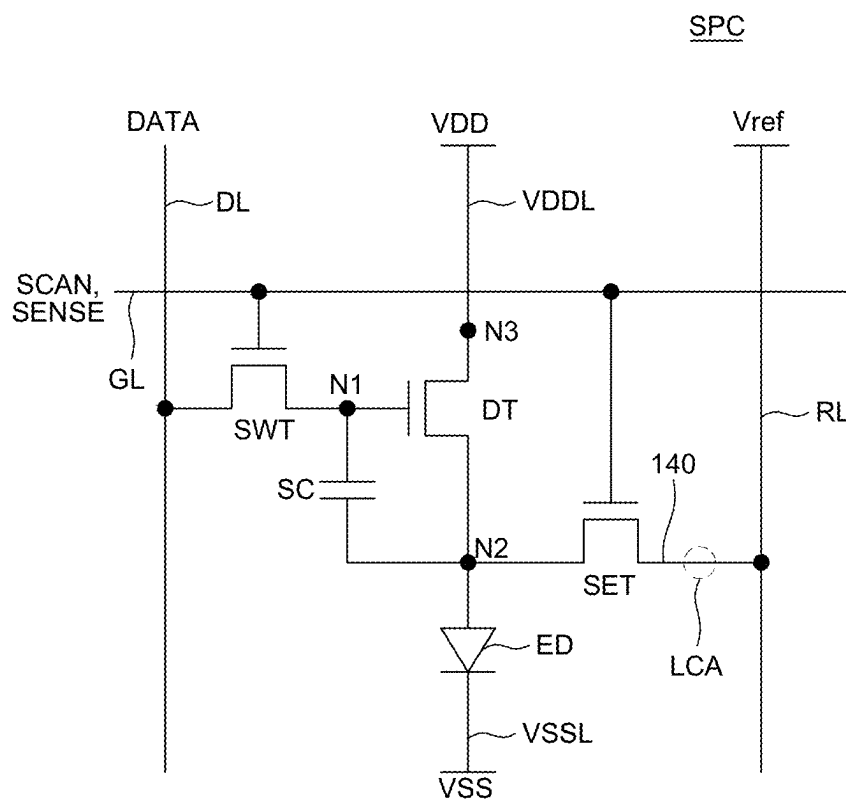 SPC
DATA
VDD
Vref
DL
VDDL
SCAN,
SENSE
N3
GL
N1
DT
RL
SWT
140
SC
N2
SET
ED
LCA
VSSL
VSS